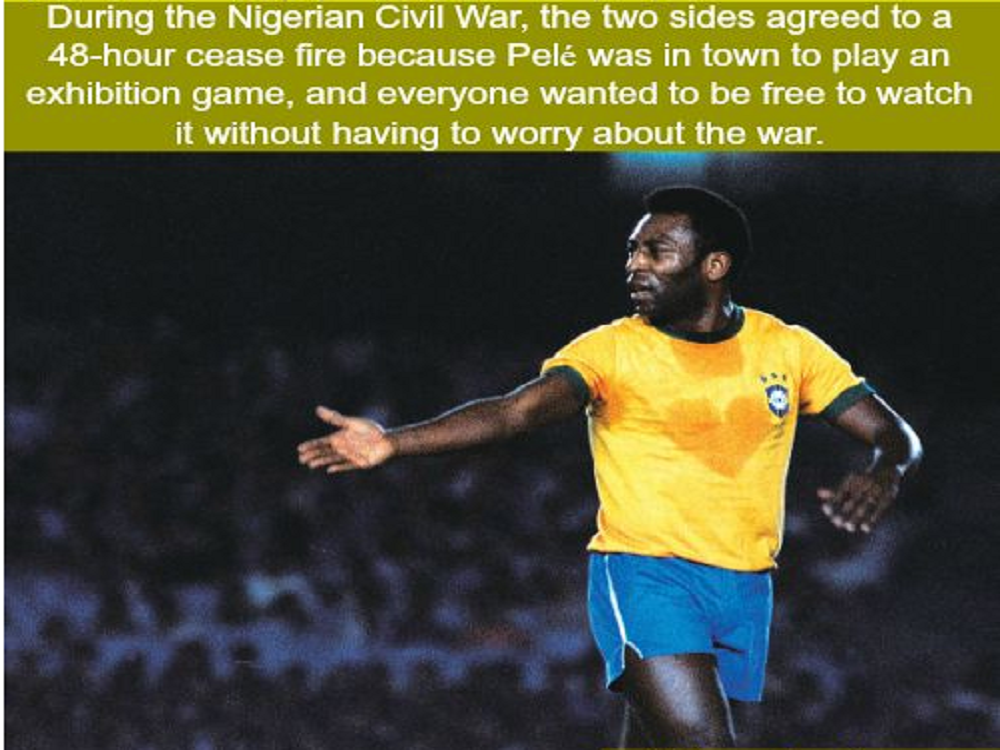 During the Nigerian Civil War, the two sides agreed to a
48-hour cease fire because Pelé was in town to play an
exhibition game, and everyone wanted to be free to watch
it without having to worry about the war.